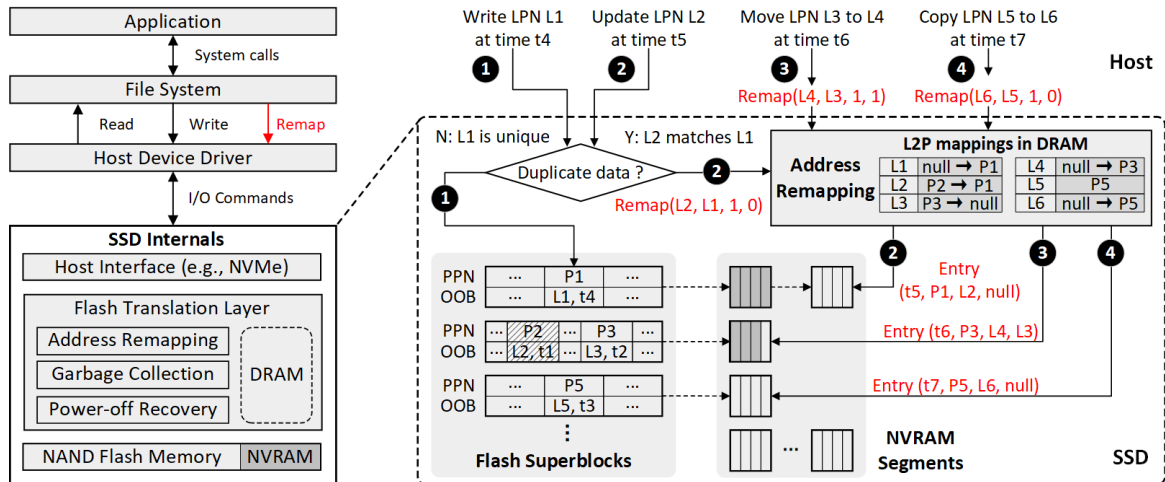 Application
System calls
File System
Read
Write
Remap
Host Device Driver
I/O Commands
SSD Internals
Host Interface (e.g., NVMe)
Flash Translation Layer
Address Remapping
Garbage Collection
Power-off Recovery
DRAM
NAND Flash Memory
NVRAM
Write LPN L1
at time t4
Update LPN L2
at time t5
Move LPN L3 to L4
at time t6
Copy LPN L5 to L6
at time t7
1
2
3
4
Host
Remap(L4, L3, 1, 1)
Remap(L6, L5, 1, 0)
N: L1 is unique
Y: L2 matches L1
Duplicate data ?
1
2
Remap(L2, L1, 1, 0)
L2P mappings in DRAM
Address
Remapping
L1 null → P1
L2 P2 → P1
L3 P3 → null
L4 null → P3
L5 P5
L6 null → P5
2
3
4
PPN ... P1 ...
OOB ... L1, t4 ...
PPN ... P2 ... P3 ...
OOB ... L2, t1 ... L3, t2 ...
PPN ... P5 ...
OOB ... L5, t3 ...
⋮
Flash Superblocks
...
...
Entry
(t5, P1, L2, null)
Entry (t6, P3, L4, L3)
Entry (t7, P5, L6, null)
NVRAM
Segments
SSD